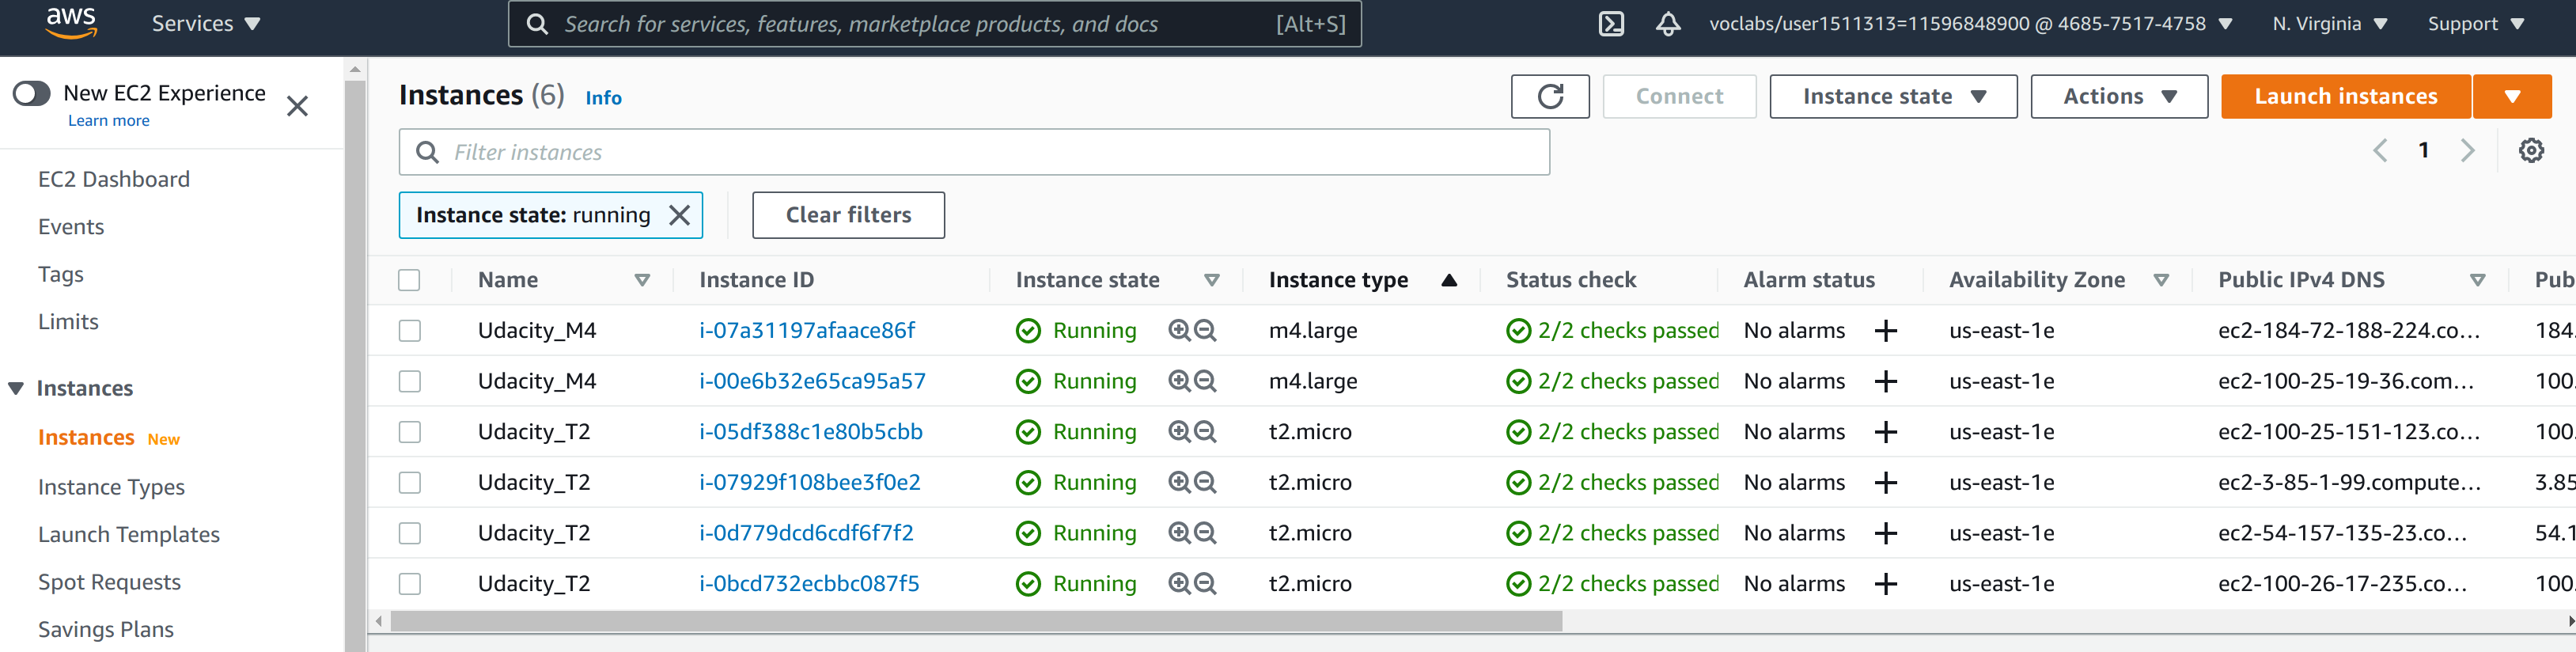 aws Services Search for services, features, marketplace products, and docs [Alt+S] voclabs/user1511313=11596848900 @ 4685-7517-4758 N. Virginia Support
New EC2 Experience
Learn more
EC2 Dashboard
Events
Tags
Limits
Instances
Instances New
Instance Types
Launch Templates
Spot Requests
Savings Plans
Instances (6) Info Connect Instance state Actions Launch instances
Filter instances 1
Instance state: running Clear filters
Name Instance ID Instance state Instance type Status check Alarm status Availability Zone Public IPv4 DNS Pub
Udacity_M4 i-07a31197afaace86f Running m4.large 2/2 checks passed No alarms + us-east-1e ec2-184-72-188-224.co... 184.
Udacity_M4 i-00e6b32e65ca95a57 Running m4.large 2/2 checks passed No alarms + us-east-1e ec2-100-25-19-36.com... 100.
Udacity_T2 i-05df388c1e80b5cbb Running t2.micro 2/2 checks passed No alarms + us-east-1e ec2-100-25-151-123.co... 100.
Udacity_T2 i-07929f108bee3f0e2 Running t2.micro 2/2 checks passed No alarms + us-east-1e ec2-3-85-1-99.compute... 3.85
Udacity_T2 i-0d779dcd6cdf6f7f2 Running t2.micro 2/2 checks passed No alarms + us-east-1e ec2-54-157-135-23.co... 54.1
Udacity_T2 i-0bcd732ecbbc087f5 Running t2.micro 2/2 checks passed No alarms + us-east-1e ec2-100-26-17-235.co... 100.